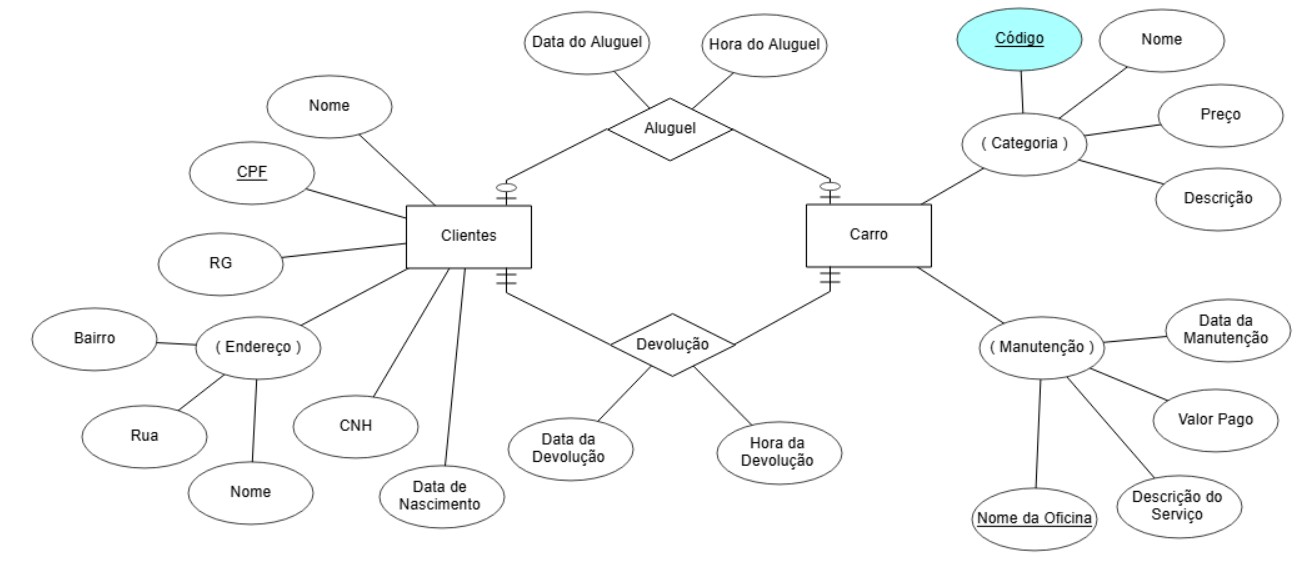 Código
Nome
Data do Aluguel
Hora do Aluguel
Nome
Preço
Aluguel
( Categoria )
CPF
Descrição
Clientes
Carro
RG
Bairro
( Endereço )
Devolução
( Manutenção )
Data da
Manutenção
Rua
CNH
Valor Pago
Data da
Devolução
Hora da
Devolução
Nome
Data de
Nascimento
Nome da Oficina
Descrição do
Serviço